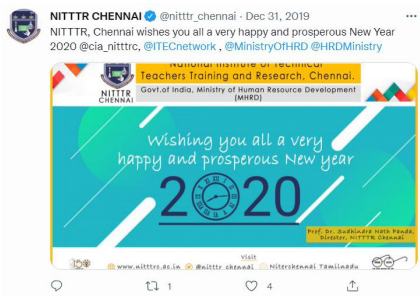 NITTTR CHENNAI @nitttr_chennai · Dec 31, 2019 ...
NITTTR, Chennai wishes you all a very happy and prosperous New Year
2020 @cia_nitttrc, @ITECnetwork , @MinistryOfHRD @HRDMinistry
National Institute of Technical
Teachers Training and Research, Chennai.
Govt.of India, Ministry of Human Resource Development
(MHRD)
NITTTR
CHENNAI
Wishing you all a very
happy and prosperous New year
2020
Prof. Dr. Sudhindra Nath Panda,
Director, NITTTR Chennai
Visit
www.nitttrc.ac.in @nitttr_chennai Nitttrchennai Tamilnadu
1 4